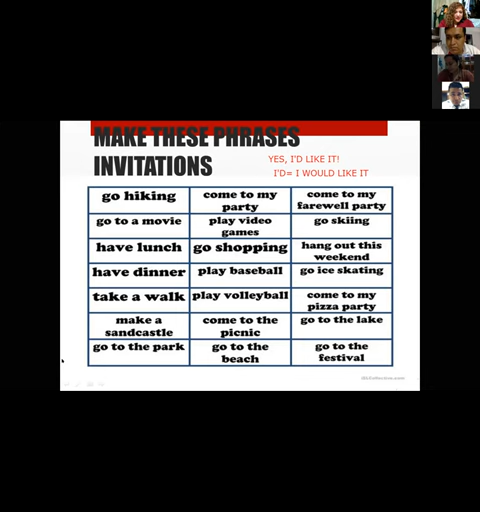 MAKE THESE PHRASES
INVITATIONS
YES, I'D LIKE IT!
I'D= I WOULD LIKE IT
go hiking
come to my
party
come to my
farewell party
go to a movie
play video
games
go skiing
have lunch
go shopping
hang out this
weekend
have dinner
play baseball
go ice skating
take a walk
play volleyball
come to my
pizza party
make a
sandcastle
come to the
picnic
go to the lake
go to the park
go to the
beach
go to the
festival